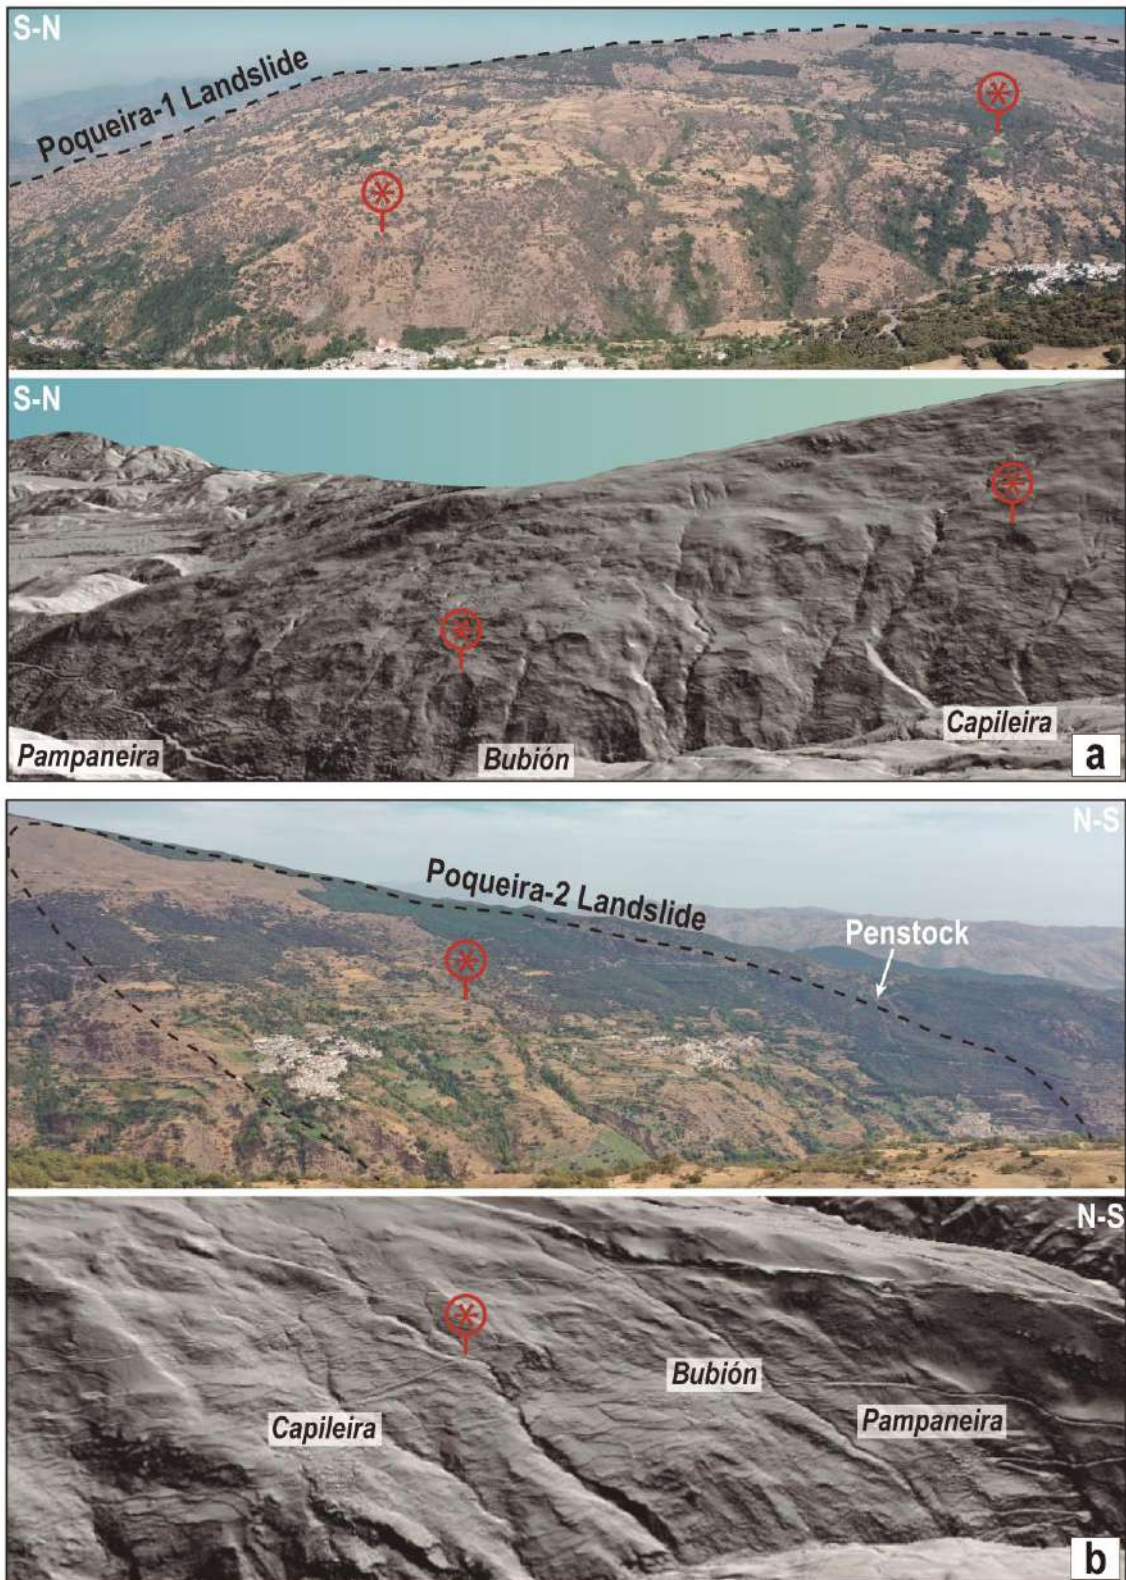 S-N
Poqueira-1 Landslide
S-N
Capileira
Pampaneira
Bubión
a
N-S
Poqueira-2 Landslide
Penstock
N-S
Bubión
Pampaneira
Capileira
b